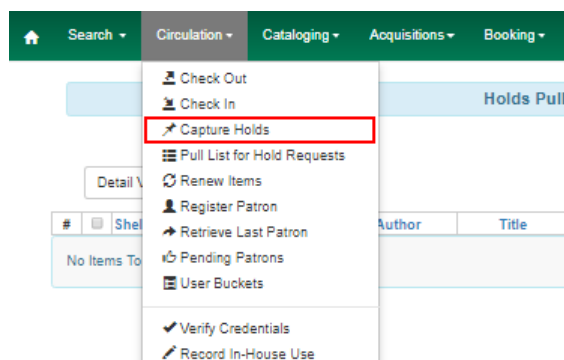 Search Circulation Cataloging Acquisitions Booking
Check Out
Check In
Holds Pull
Capture Holds
Pull List for Hold Requests
Detail
Renew Items
Register Patron
# Shel Author Title
Retrieve Last Patron
No Items To
Pending Patrons
User Buckets
Verify Credentials
Record In-House Use